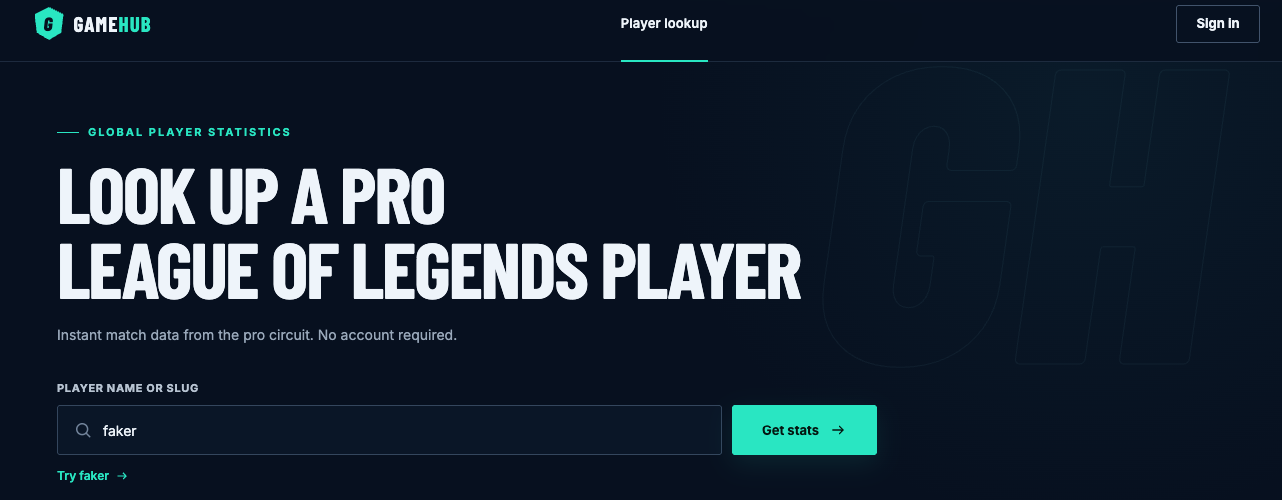 G GAMEHUB
Player lookup
Sign in
GH
GLOBAL PLAYER STATISTICS
LOOK UP A PRO
LEAGUE OF LEGENDS PLAYER
Instant match data from the pro circuit. No account required.
PLAYER NAME OR SLUG
faker
Get stats →
Try faker →